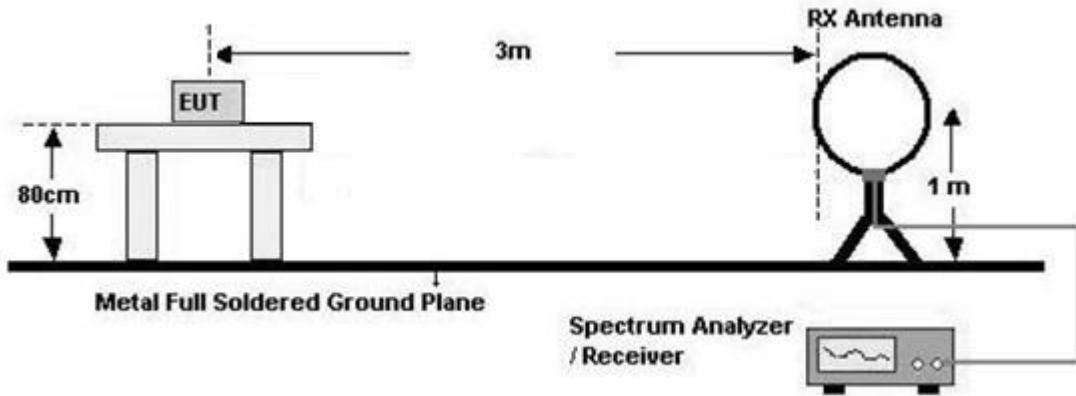 RX Antenna
3m
EUT
80cm
1 m
Metal Full Soldered Ground Plane
Spectrum Analyzer
/ Receiver